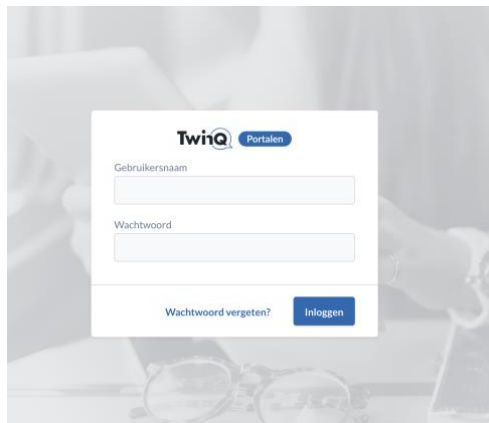 TwinQ Portalen
Gebruikersnaam
Wachtwoord
Wachtwoord vergeten? Inloggen